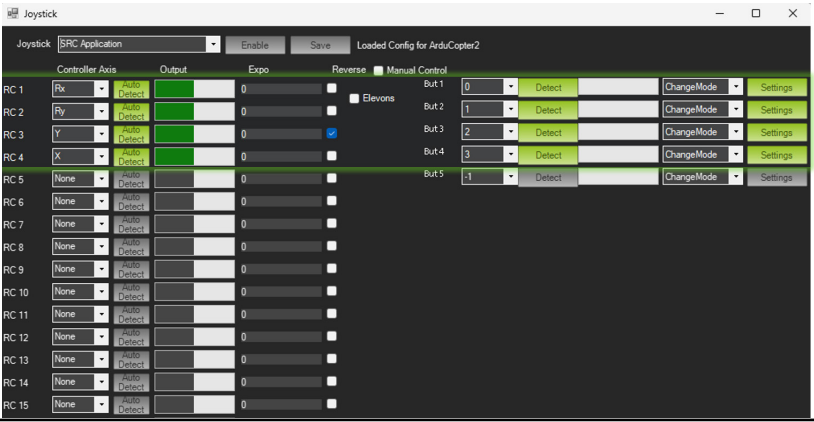 Joystick
Joystick SRC Application Enable Save Loaded Config for ArduCopter2
Controller Axis Output Expo Reverse Manual Control
RC 1 Rx Auto Detect 0 But 1 0 Detect ChangeMode Settings
Elevons
RC 2 Ry Auto Detect 0 But 2 1 Detect ChangeMode Settings
RC 3 Y Auto Detect 0 But 3 2 Detect ChangeMode Settings
RC 4 X Auto Detect 0 But 4 3 Detect ChangeMode Settings
RC 5 None Auto Detect 0 But 5 -1 Detect ChangeMode Settings
RC 6 None Auto Detect 0
RC 7 None Auto Detect 0
RC 8 None Auto Detect 0
RC 9 None Auto Detect 0
RC 10 None Auto Detect 0
RC 11 None Auto Detect 0
RC 12 None Auto Detect 0
RC 13 None Auto Detect 0
RC 14 None Auto Detect 0
RC 15 None Auto Detect 0